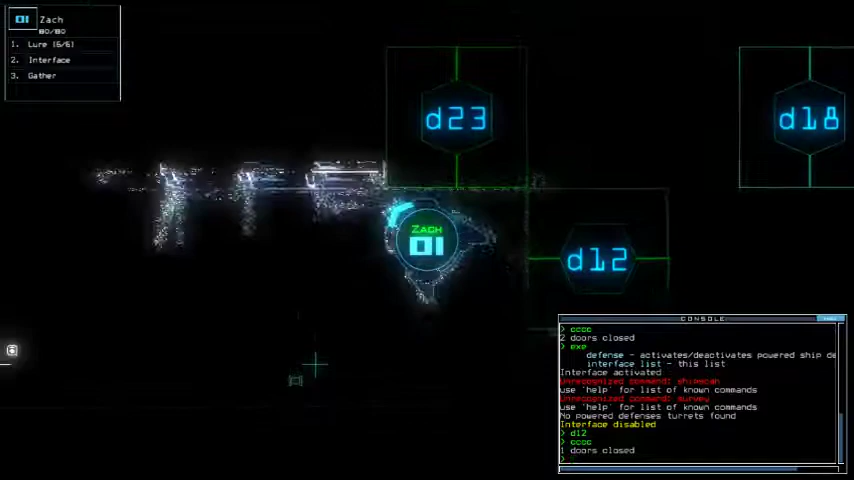 01 Zach
80/80
1. Lure (6/6)
2. Interface
3. Gather
d23
d18
ZACH
01
d12
CONSOLE
> cccc
2 doors closed
> exe
defense - activates/deactivates powered ship de
interface list - this list
Interface activated
Unrecognized command: shipscan
use 'help' for list of known commands
Unrecognized command: survey
use 'help' for list of known commands
No powered defenses turrets found
Interface disabled
> d12
> cccc
1 doors closed
>